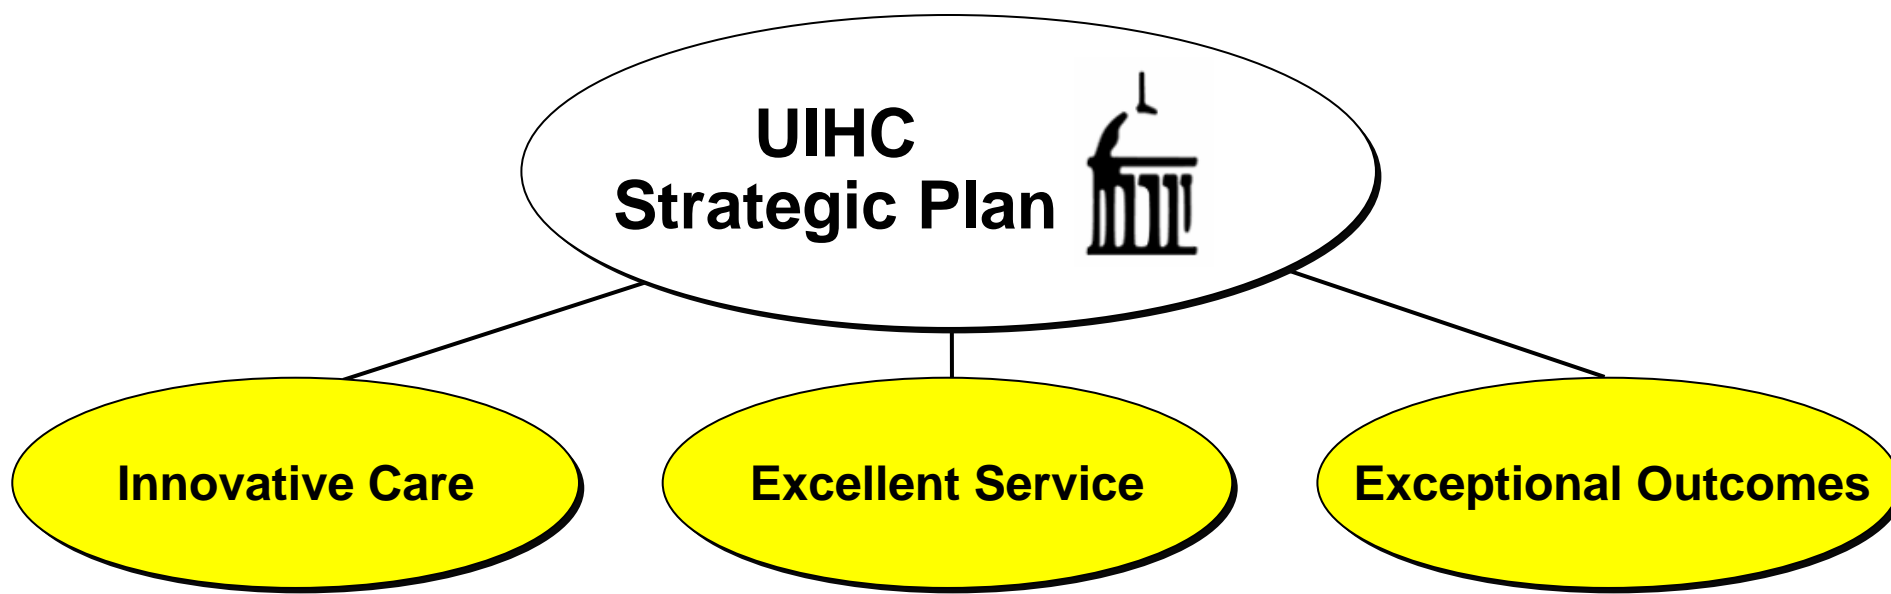 UIHC
Strategic Plan
Innovative Care
Excellent Service
Exceptional Outcomes